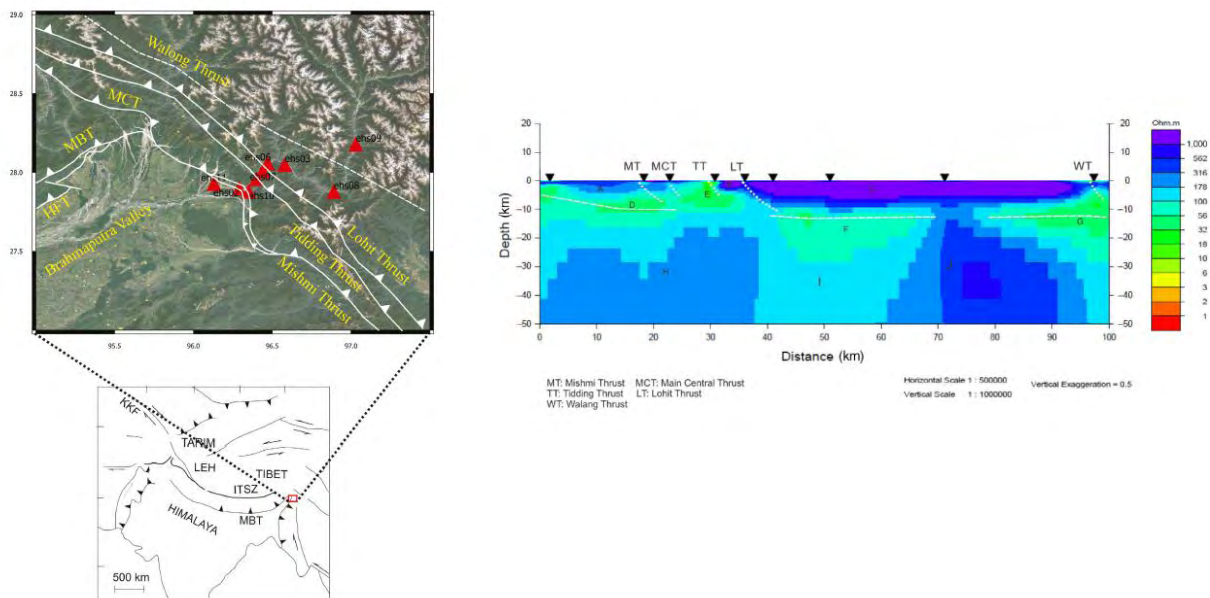 29.0
28.5
28.0
27.5
27.0
95.5
96.0
96.5
97.0
Walong Thrust
MCT
MBT
HFT
Brahmaputra Valley
Pidding Thrust
Mishmi Thrust
Lohit Thrust
ehs09
ehs06
ehs03
ehs08
ehs02
ehs10
KKF
TARIM
LEH
TIBET
ITSZ
MBT
HIMALAYA
500 km
MT MCT TT LT WT
20
10
0
-10
-20
-30
-40
-50
Depth (km)
20
10
0
-10
-20
-30
-40
-50
0 10 20 30 40 50 60 70 80 90 100
Distance (km)
A
D
E
F
G
H
I
Ohm.m
1,000
562
316
178
100
56
32
18
10
6
3
2
1
MT: Mishmi Thrust MCT: Main Central Thrust
TT: Tidding Thrust LT: Lohit Thrust
WT: Walang Thrust
Horizontal Scale 1 : 500000
Vertical Scale 1 : 1000000
Vertical Exaggeration = 0.5